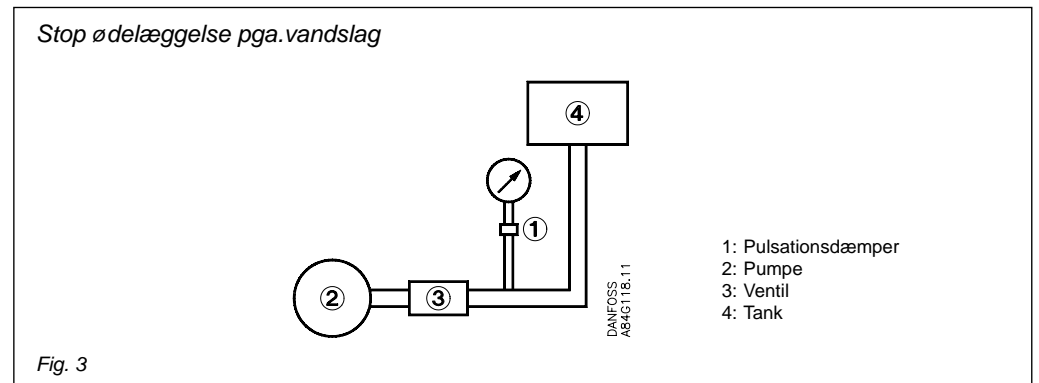 Stop ødelæggelse pga.vandslag
4
1
2
3
DANFOSS
A84G118.11
1: Pulsationsdæmper
2: Pumpe
3: Ventil
4: Tank
Fig. 3